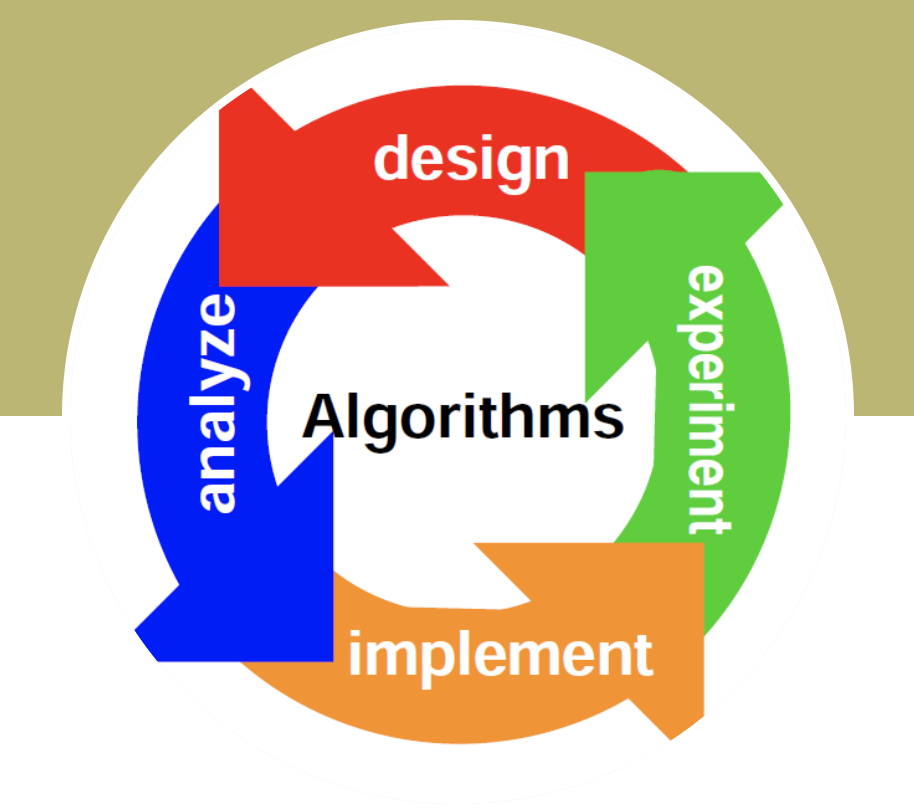 design
experiment
analyze
Algorithms
implement